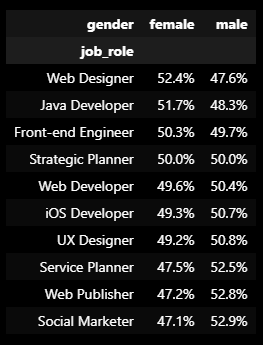 gender female male
job_role
Web Designer 52.4% 47.6%
Java Developer 51.7% 48.3%
Front-end Engineer 50.3% 49.7%
Strategic Planner 50.0% 50.0%
Web Developer 49.6% 50.4%
iOS Developer 49.3% 50.7%
UX Designer 49.2% 50.8%
Service Planner 47.5% 52.5%
Web Publisher 47.2% 52.8%
Social Marketer 47.1% 52.9%